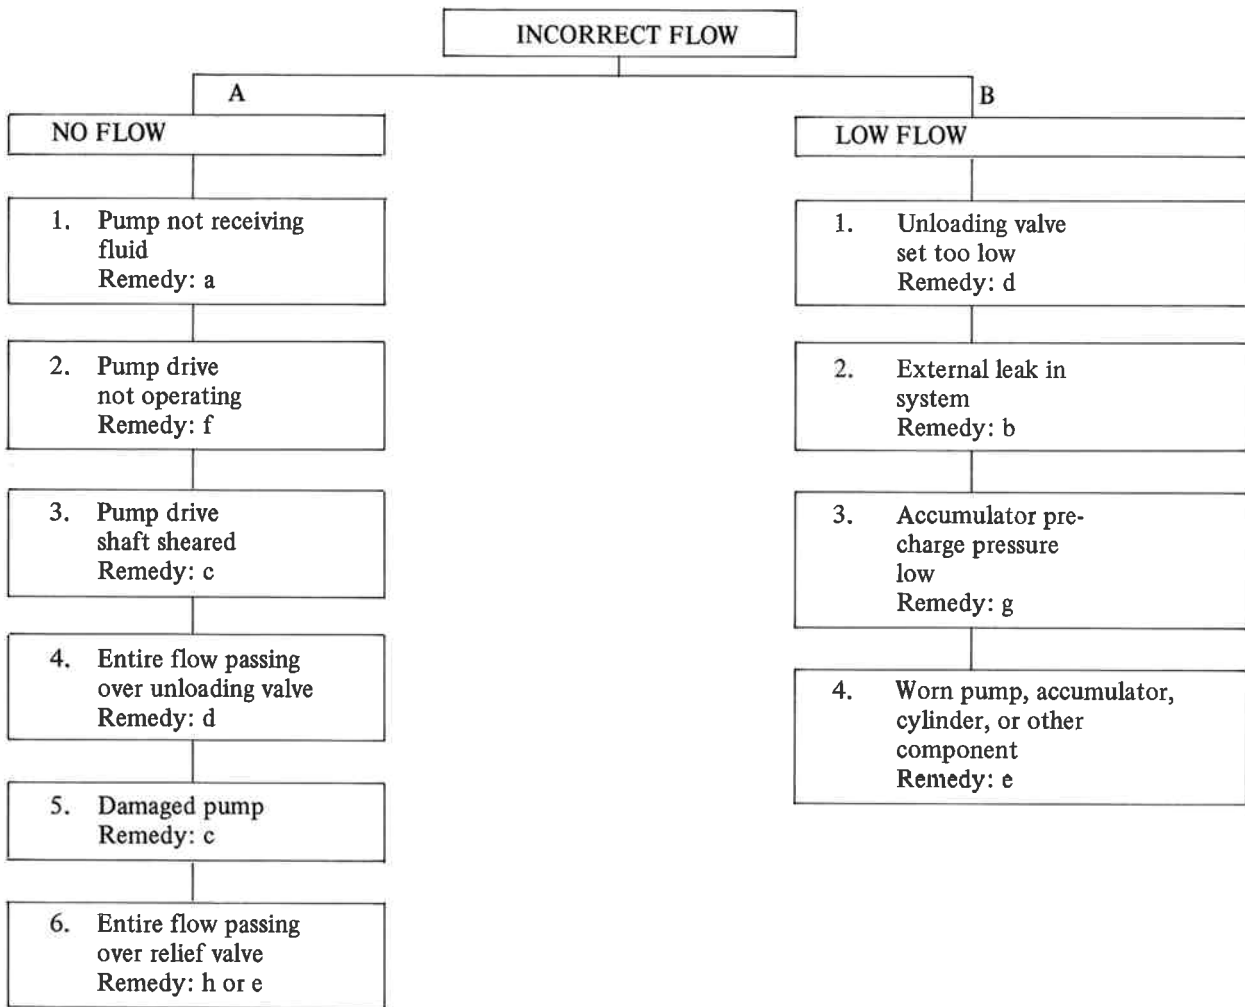 INCORRECT FLOW
A
NO FLOW
1. Pump not receiving
fluid
Remedy: a
2. Pump drive
not operating
Remedy: f
3. Pump drive
shaft sheared
Remedy: c
4. Entire flow passing
over unloading valve
Remedy: d
5. Damaged pump
Remedy: c
6. Entire flow passing
over relief valve
Remedy: h or e
B
LOW FLOW
1. Unloading valve
set too low
Remedy: d
2. External leak in
system
Remedy: b
3. Accumulator pre-
charge pressure
low
Remedy: g
4. Worn pump, accumulator,
cylinder, or other
component
Remedy: e